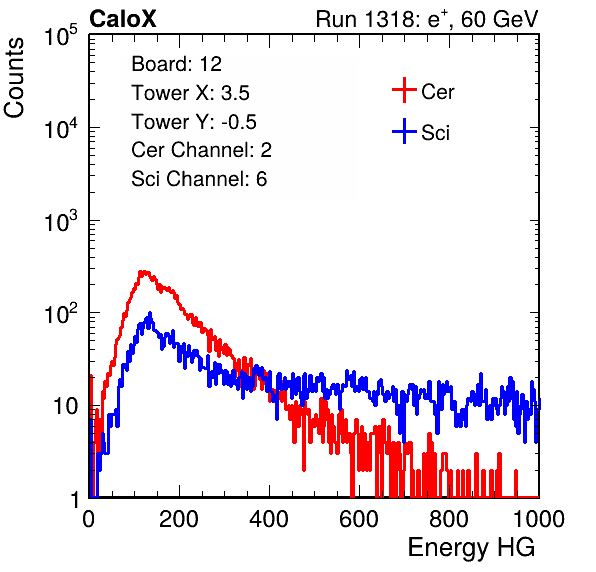 CaloX Run 1318: e⁺, 60 GeV
Counts
10⁵
10⁴
10³
10²
10
1
Board: 12
Tower X: 3.5
Tower Y: -0.5
Cer Channel: 2
Sci Channel: 6
Cer
Sci
0 200 400 600 800 1000
Energy HG